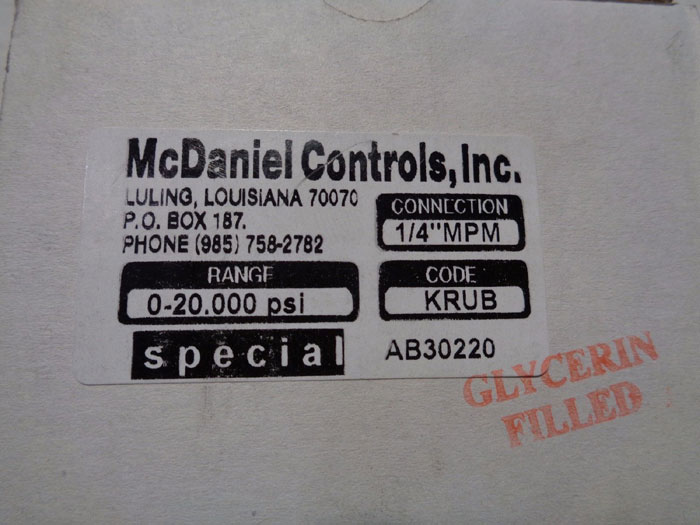 McDaniel Controls, Inc.
LULING, LOUISIANA 70070
P.O. BOX 187.
PHONE (985) 758-2782
CONNECTION
1/4"MPM
RANGE
0-20.000 psi
CODE
KRUB
special
AB30220
GLYCERIN
FILLED